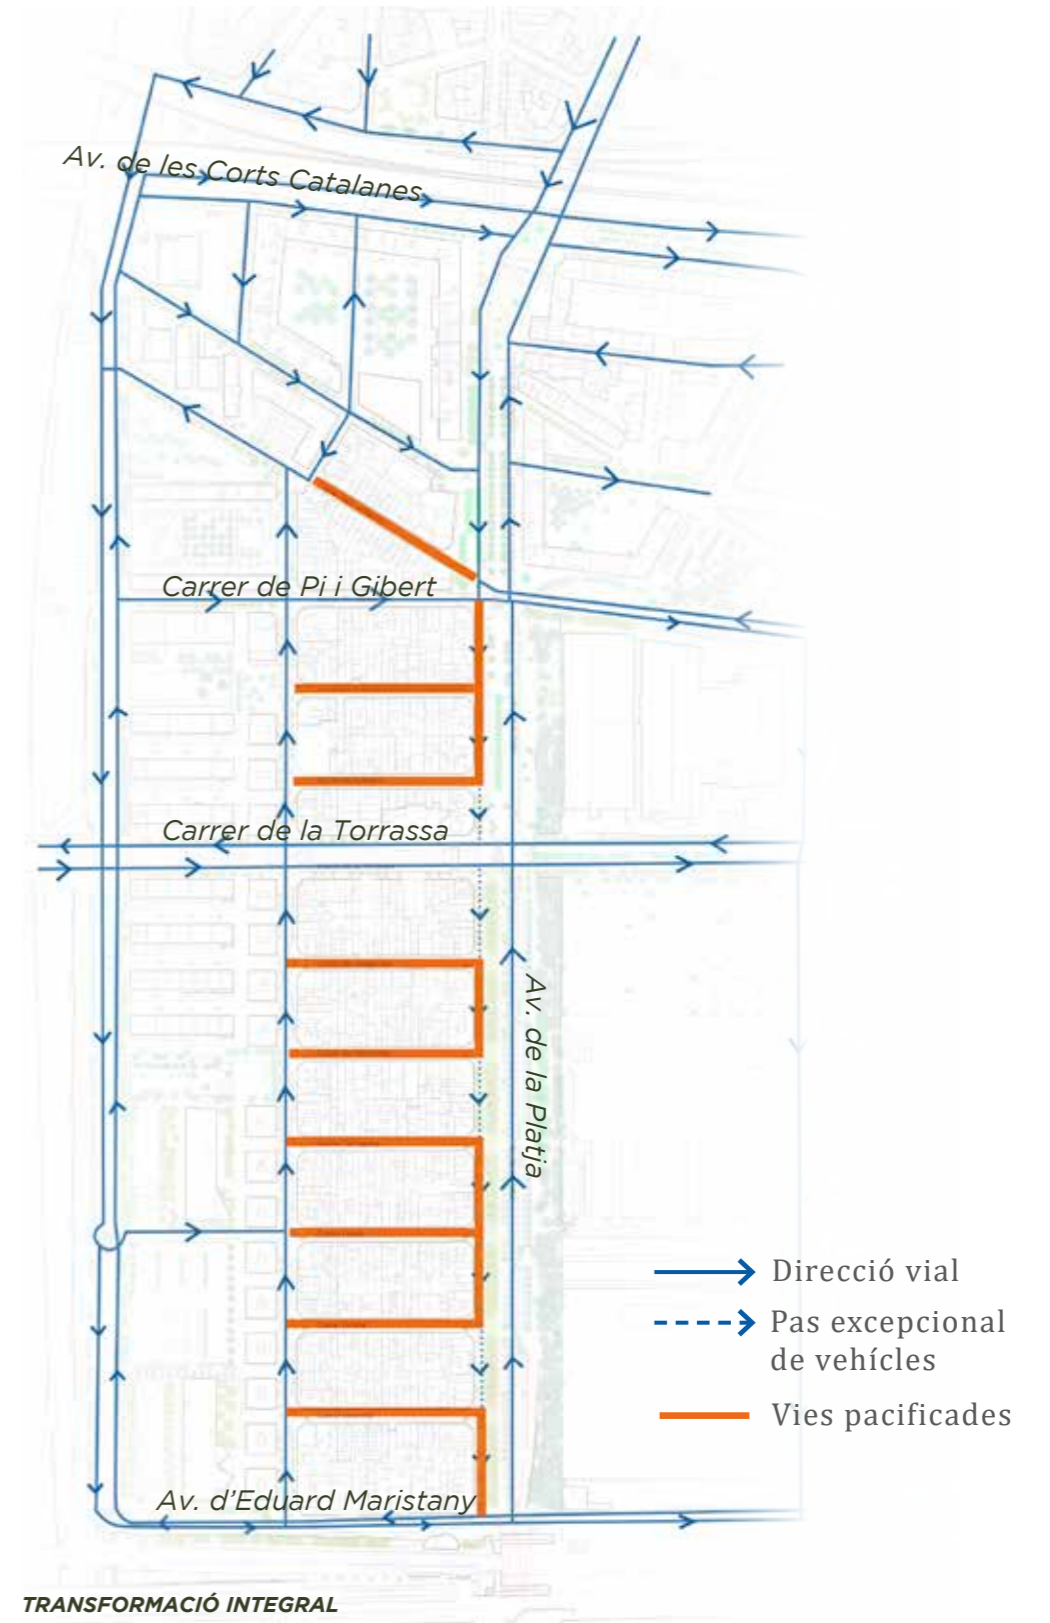 Av. de les Corts Catalanes
Carrer de Pi i Gibert
Carrer de la Torrassa
Av. de la Platja
Direcció vial
Pas excepcional
de vehícles
Vies pacificades
Av. d'Eduard Maristany
TRANSFORMACIÓ INTEGRAL